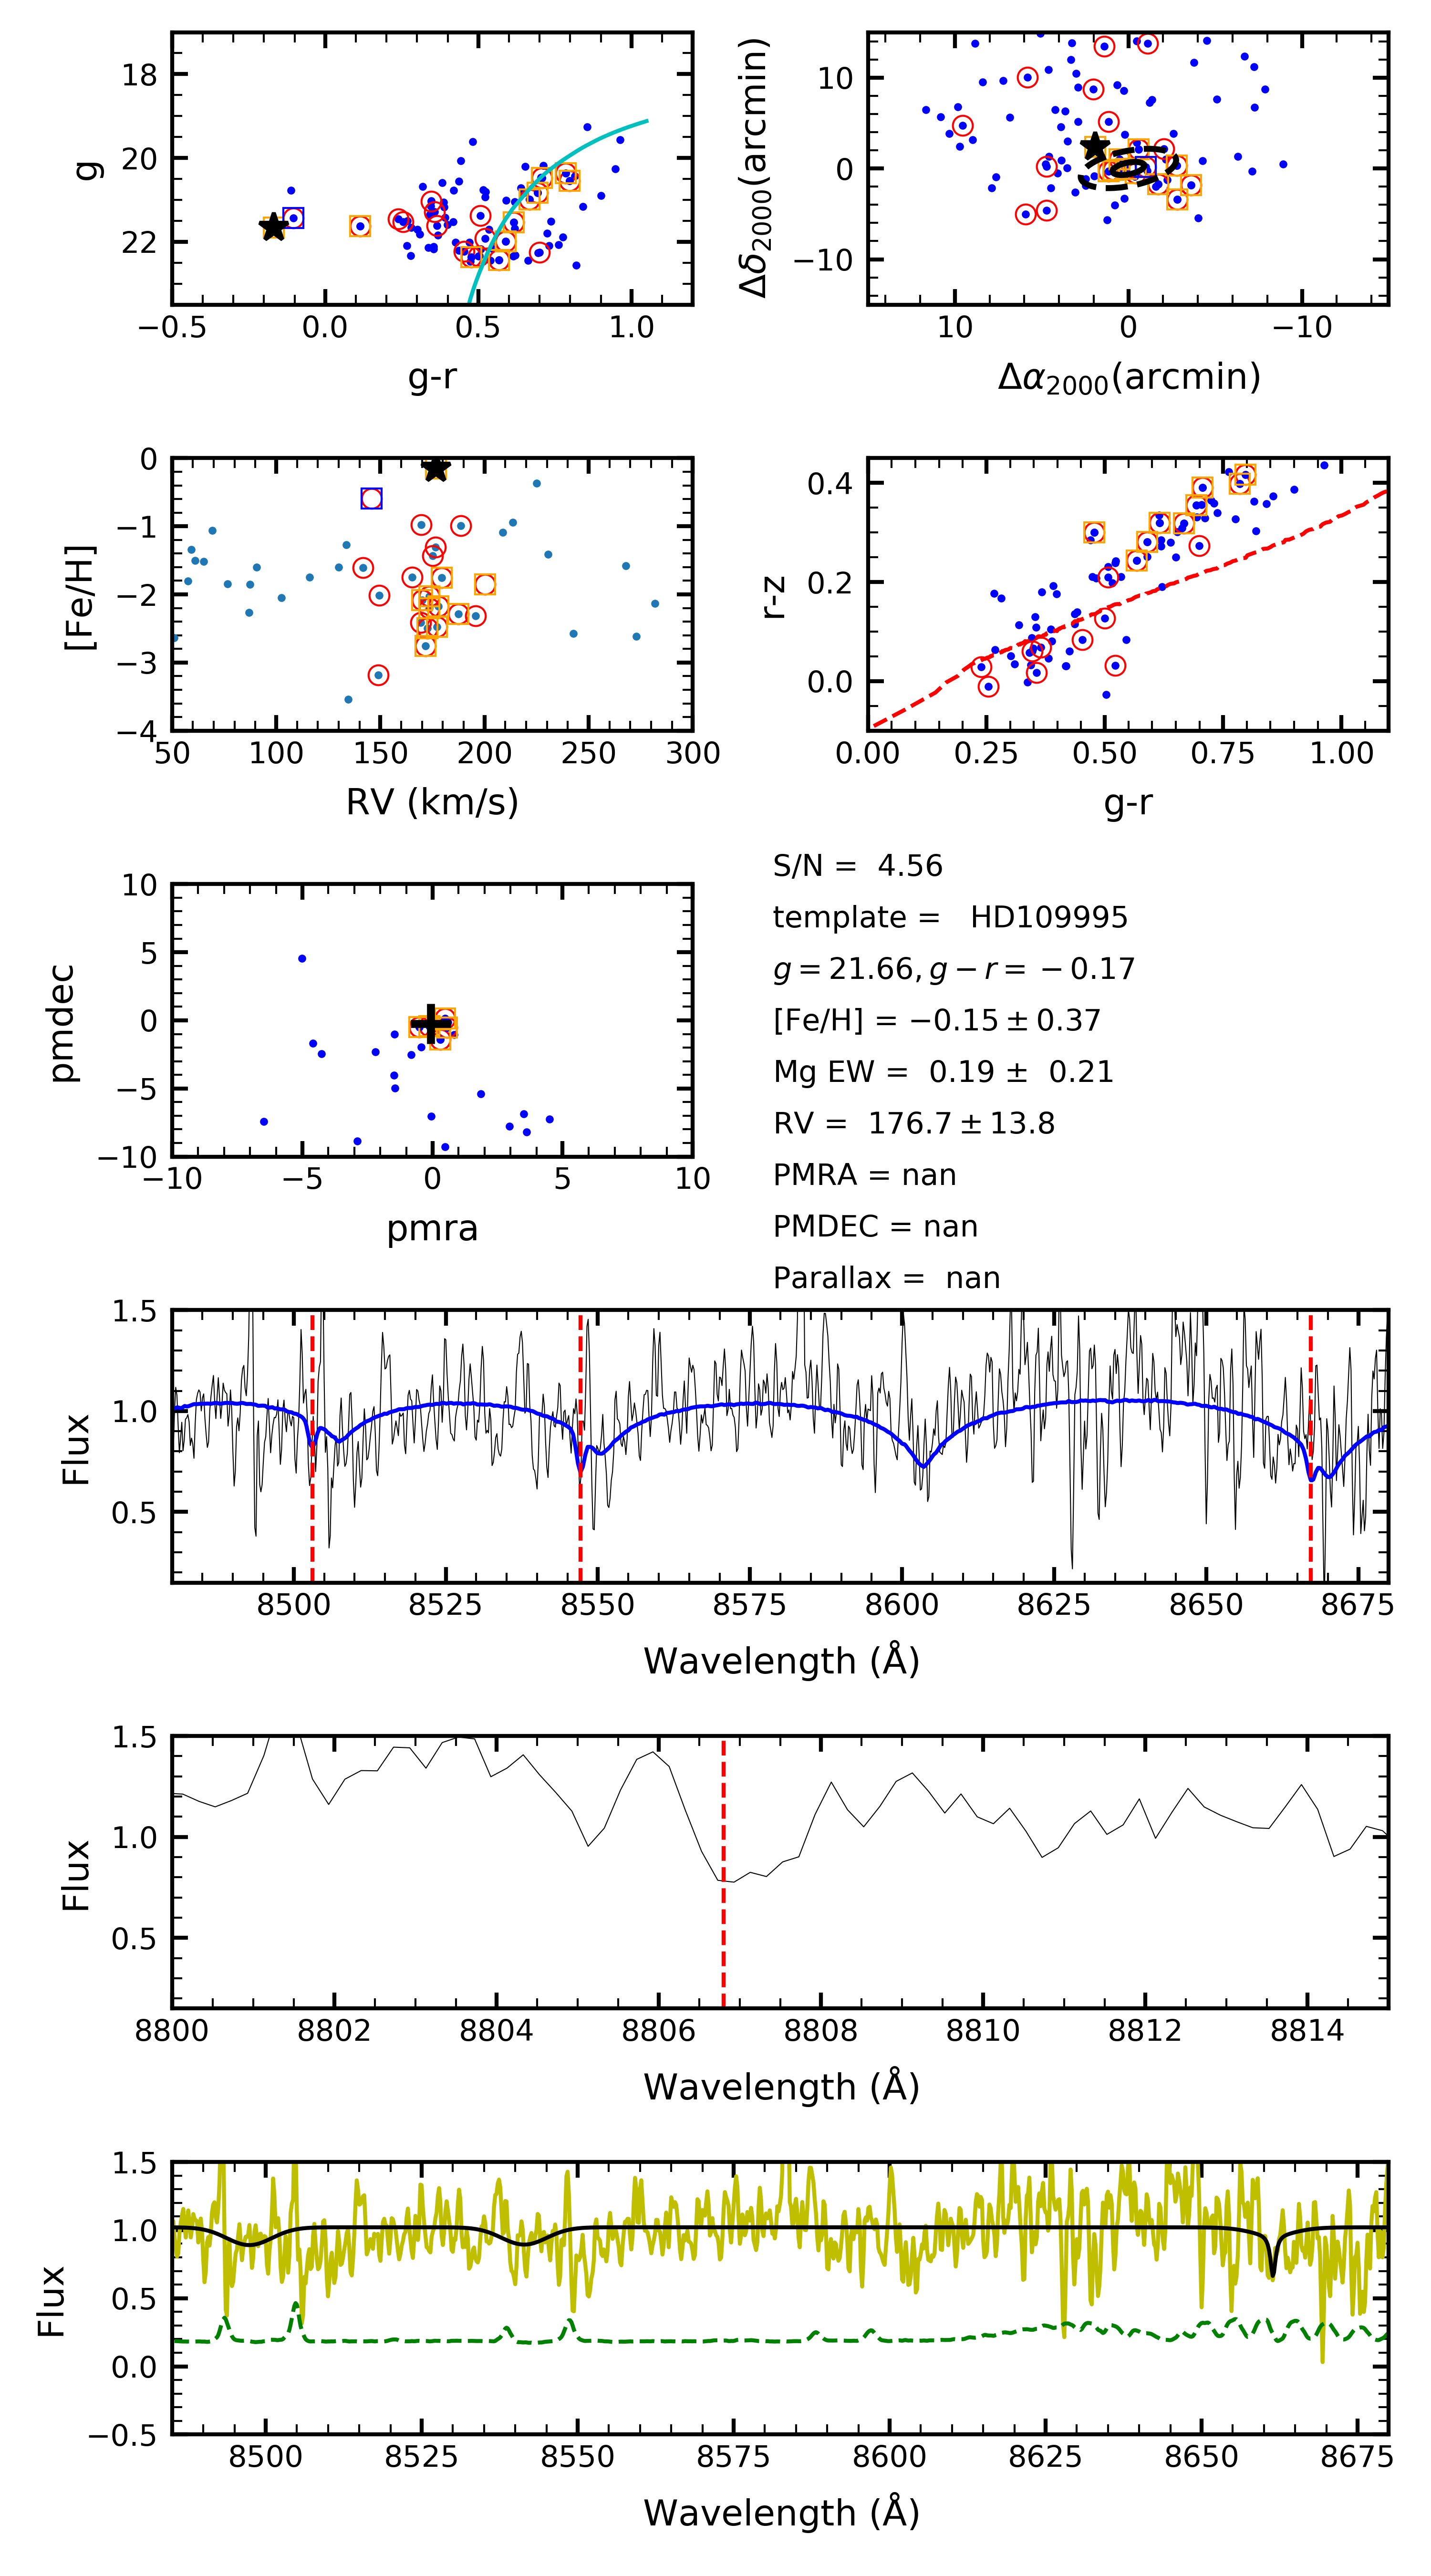 18
20
22
g
−0.5 0.0 0.5 1.0
g-r
10
0
−10
Δδ2000(arcmin)
10 0 −10
Δα2000(arcmin)
0
−1
−2
−3
−4
[Fe/H]
50 100 150 200 250 300
RV (km/s)
0.4
0.2
0.0
r-z
0.00 0.25 0.50 0.75 1.00
g-r
10
5
0
−5
−10
pmdec
−10 −5 0 5 10
pmra
S/N = 4.56
template = HD109995
g = 21.66, g − r = −0.17
[Fe/H] = −0.15 ± 0.37
Mg EW = 0.19 ± 0.21
RV = 176.7 ± 13.8
PMRA = nan
PMDEC = nan
Parallax = nan
1.5
1.0
0.5
Flux
8500 8525 8550 8575 8600 8625 8650 8675
Wavelength (Å)
1.5
1.0
0.5
Flux
8800 8802 8804 8806 8808 8810 8812 8814
Wavelength (Å)
1.5
1.0
0.5
0.0
−0.5
Flux
8500 8525 8550 8575 8600 8625 8650 8675
Wavelength (Å)